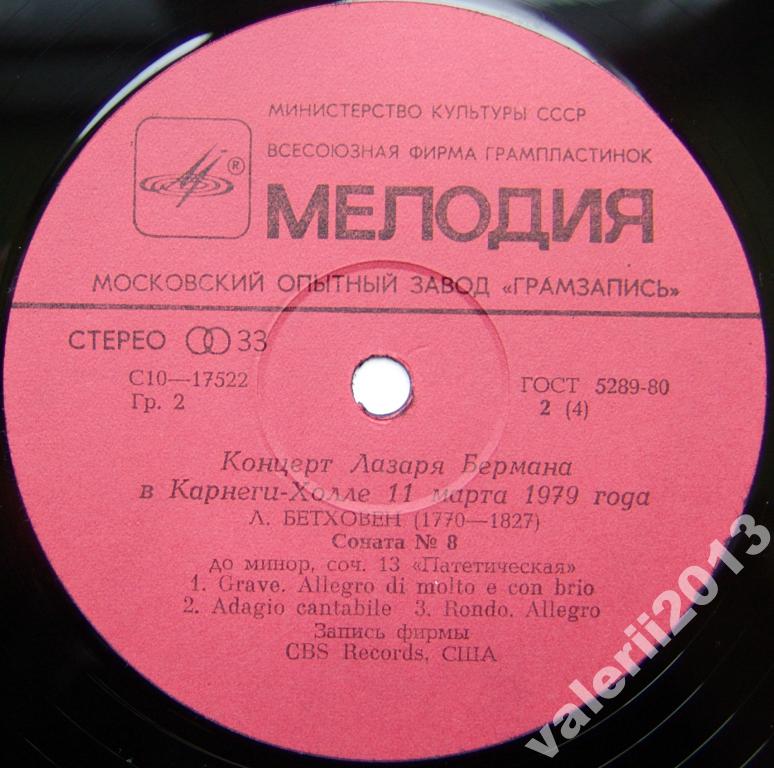 МИНИСТЕРСТВО КУЛЬТУРЫ СССР
ВСЕСОЮЗНАЯ ФИРМА ГРАМПЛАСТИНОК
®
МЕЛОДИЯ
МОСКОВСКИЙ ОПЫТНЫЙ ЗАВОД «ГРАМЗАПИСЬ»
СТЕРЕО 33
С10—17522
ГОСТ 5289-80
Гр. 2
2 (4)
Концерт Лазаря Бермана
в Карнеги-Холле 11 марта 1979 года
Л. БЕТХОВЕН (1770—1827)
Соната № 8
до минор, соч. 13 «Патетическая»
1. Grave. Allegro di molto e con brio
2. Adagio cantabile 3. Rondo. Allegro
Запись фирмы
CBS Records, США
valerii2013